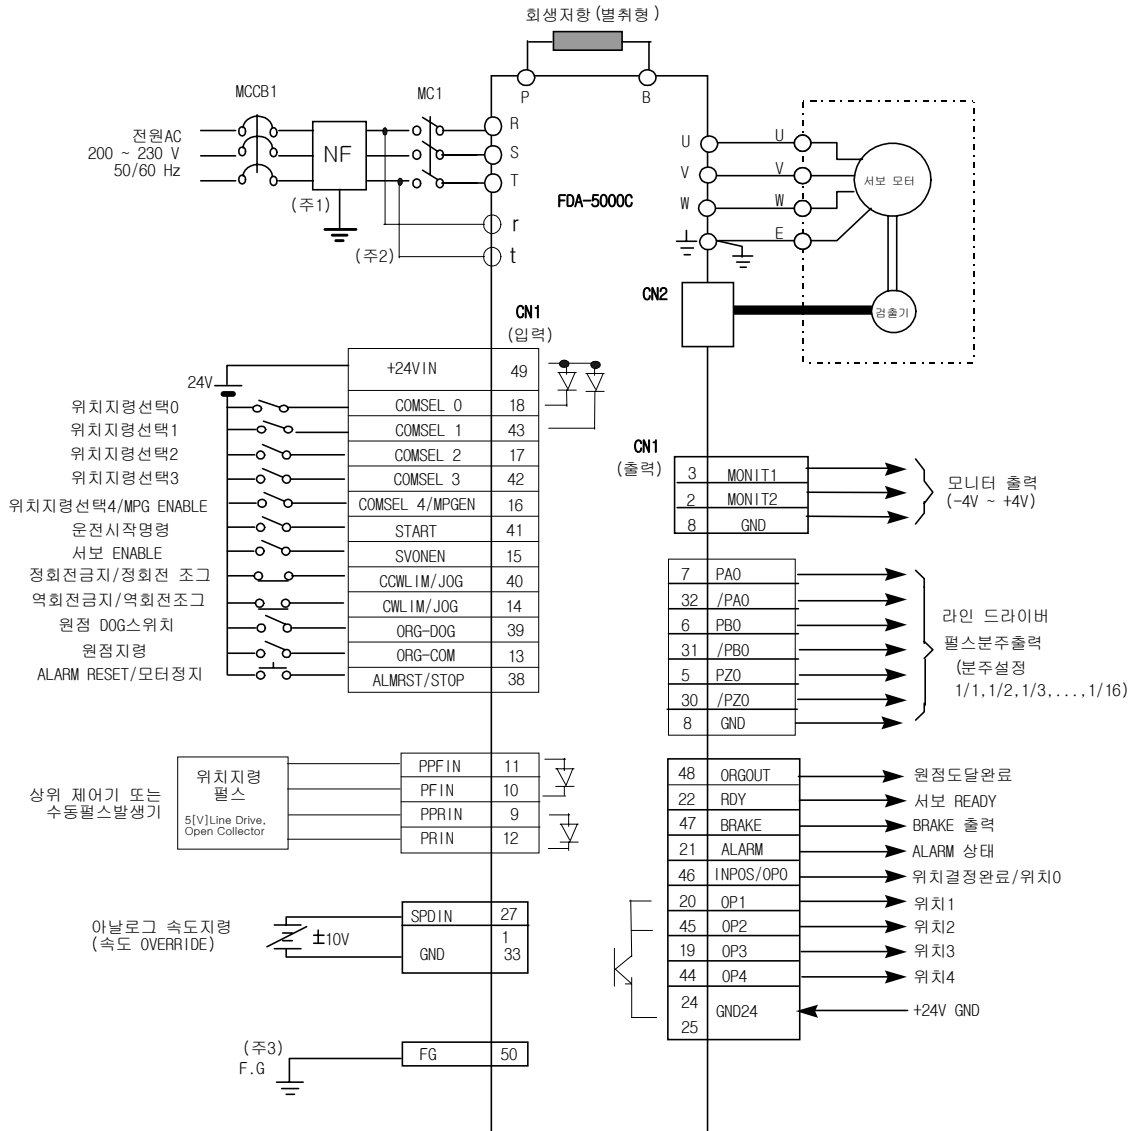 회생저항 (별취형)
P
B
MCCB1
MC1
전원AC
200 ~ 230 V
50/60 Hz
NF
(주1)
(주2)
R
S
T
r
t
FDA-5000C
U
V
W
U
V
W
E
서보 모터
CN2
검출기
CN1
(입력)
24V
+24VIN 49
위치지령선택0 COMSEL 0 18
위치지령선택1 COMSEL 1 43
위치지령선택2 COMSEL 2 17
위치지령선택3 COMSEL 3 42
위치지령선택4/MPG ENABLE COMSEL 4/MPGEN 16
운전시작명령 START 41
서보 ENABLE SVONEN 15
정회전금지/정회전 조그 CCWLIM/JOG 40
역회전금지/역회전조그 CWLIM/JOG 14
원점 DOG스위치 ORG-DOG 39
원점지령 ORG-COM 13
ALARM RESET/모터정지 ALMRST/STOP 38
상위 제어기 또는
수동펄스발생기
위치지령
펄스
5[V]Line Drive,
Open Collector
PPFIN 11
PFIN 10
PPRIN 9
PRIN 12
아날로그 속도지령
(속도 OVERRIDE)
±10V
SPDIN 27
GND 1
33
(주3)
F.G
FG 50
CN1
(출력)
3 MONIT1
2 MONIT2
8 GND
모니터 출력
(-4V ~ +4V)
7 PAO
32 /PAO
6 PBO
31 /PBO
5 PZO
30 /PZO
8 GND
라인 드라이버
펄스분주출력
(분주설정
1/1,1/2,1/3,...,1/16)
48 ORGOUT 원점도달완료
22 RDY 서보 READY
47 BRAKE BRAKE 출력
21 ALARM ALARM 상태
46 INPOS/OPO 위치결정완료/위치0
20 OP1 위치1
45 OP2 위치2
19 OP3 위치3
44 OP4 위치4
24
25 GND24 +24V GND